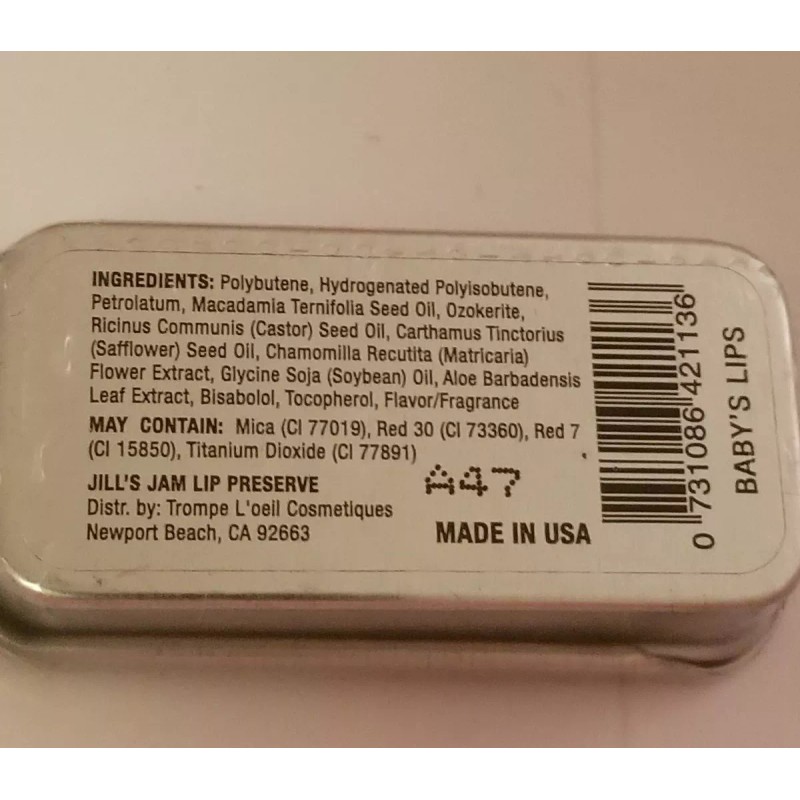 INGREDIENTS: Polybutene, Hydrogenated Polyisobutene,
Petrolatum, Macadamia Ternifolia Seed Oil, Ozokerite,
Ricinus Communis (Castor) Seed Oil, Carthamus Tinctorius
(Safflower) Seed Oil, Chamomilla Recutita (Matricaria)
Flower Extract, Glycine Soja (Soybean) Oil, Aloe Barbadensis
Leaf Extract, Bisabolol, Tocopherol, Flavor/Fragrance
MAY CONTAIN: Mica (CI 77019), Red 30 (CI 73360), Red 7
(CI 15850), Titanium Dioxide (CI 77891)
JILL'S JAM LIP PRESERVE
Distr. by: Trompe L'oeil Cosmetiques
Newport Beach, CA 92663
A47
MADE IN USA
0 731086 421136
BABY'S LIPS